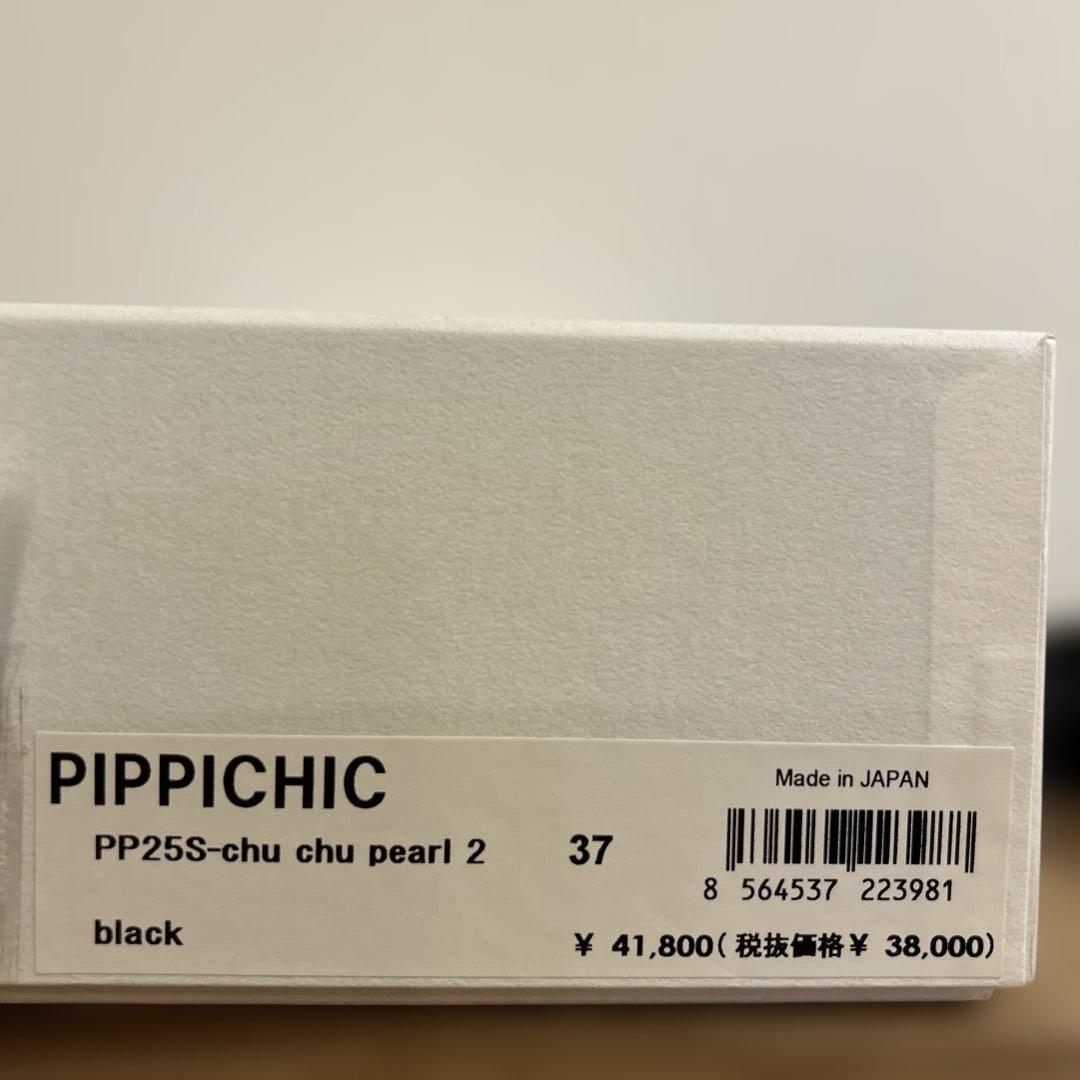 PIPPICHIC
Made in JAPAN
PP25S-chu chu pearl 2 37
8 564537 223981
black
¥ 41,800(税抜価格¥ 38,000)